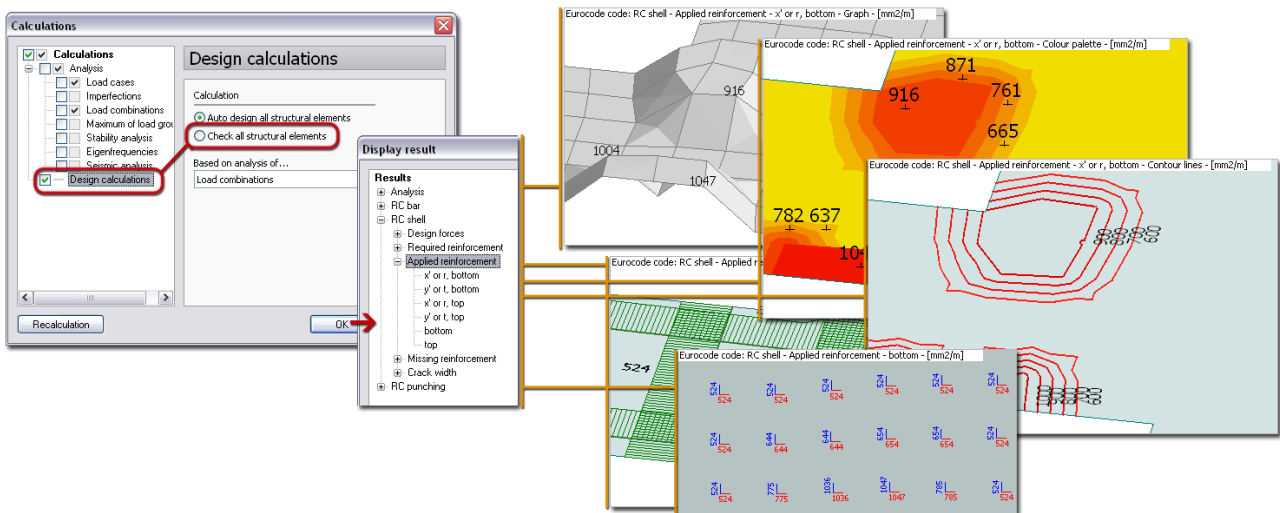 Calculations
Calculations
Analysis
Load cases
Imperfections
Load combinations
Maximum of load grou
Stability analysis
Eigenfrequencies
Seismic analysis
Design calculations
Recalculation
Design calculations
Calculation
Auto design all structural elements
Check all structural elements
Based on analysis of...
Load combinations
OK
Display result
Results
Analysis
RC bar
RC shell
Design forces
Required reinforcement
Applied reinforcement
x' or r, bottom
y' or t, bottom
x' or r, top
y' or t, top
bottom
top
Missing reinforcement
Crack width
RC punching
Eurocode code: RC shell - Applied reinforcement - x' or r, bottom - Graph - [mm2/m]
916
1004
1047
Eurocode code: RC shell - Applied reinforcement - x' or r, bottom - Colour palette - [mm2/m]
871
916
761
665
782 637
104
Eurocode code: RC shell - Applied reinforcement - x' or r, bottom - Contour lines - [mm2/m]
600
600
Eurocode code: RC shell - Applied re
524
Eurocode code: RC shell - Applied reinforcement - bottom - [mm2/m]
524 524 524 524 524 524
524 524 524 524 524 524
524 644 644 654 654 524
524 644 644 654 654 524
524 775 1036 1047 785 524
524 775 1036 1047 785 524